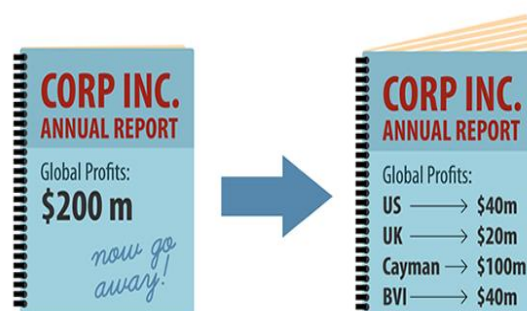 CORP INC.
ANNUAL REPORT
Global Profits:
$200 m
now go
away!
CORP INC.
ANNUAL REPORT
Global Profits:
US → $40m
UK → $20m
Cayman → $100m
BVI → $40m